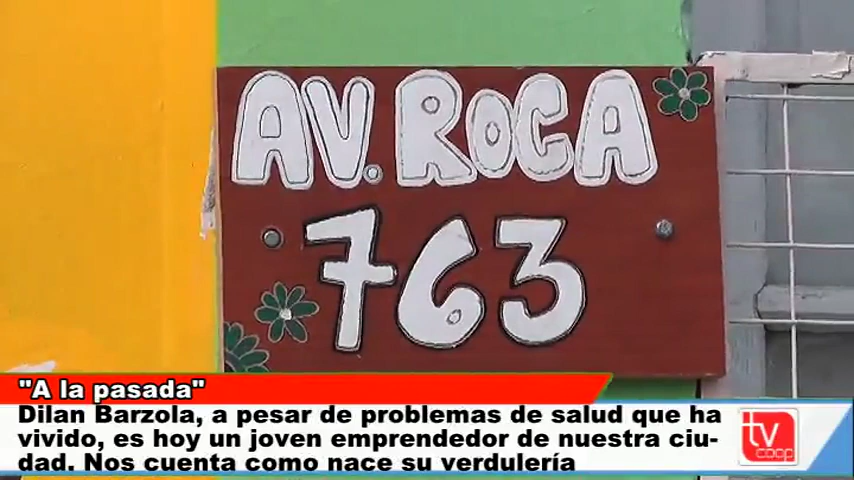 AV. ROCA
763
"A la pasada"
Dilan Barzola, a pesar de problemas de salud que ha
vivido, es hoy un joven emprendedor de nuestra ciu-
dad. Nos cuenta como nace su verdulería
tv
coop